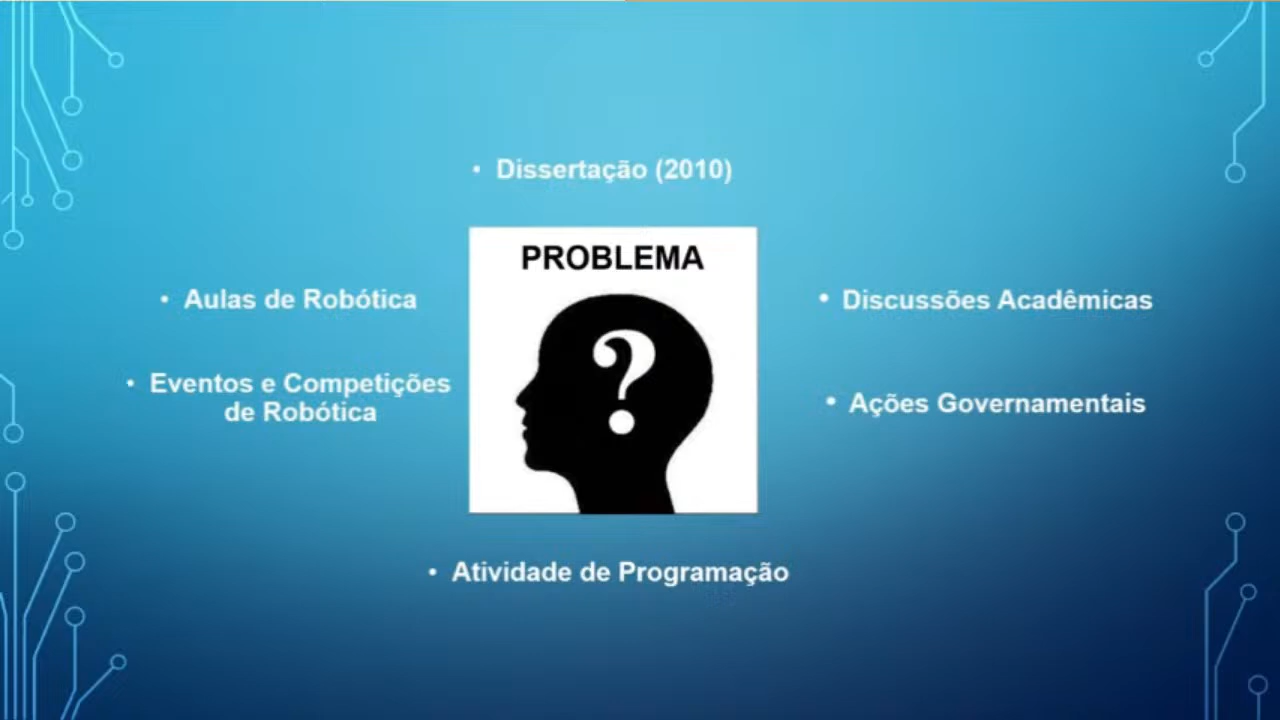 • Dissertação (2010)
PROBLEMA
• Aulas de Robótica
• Discussões Acadêmicas
• Eventos e Competições
de Robótica
• Ações Governamentais
?
• Atividade de Programação